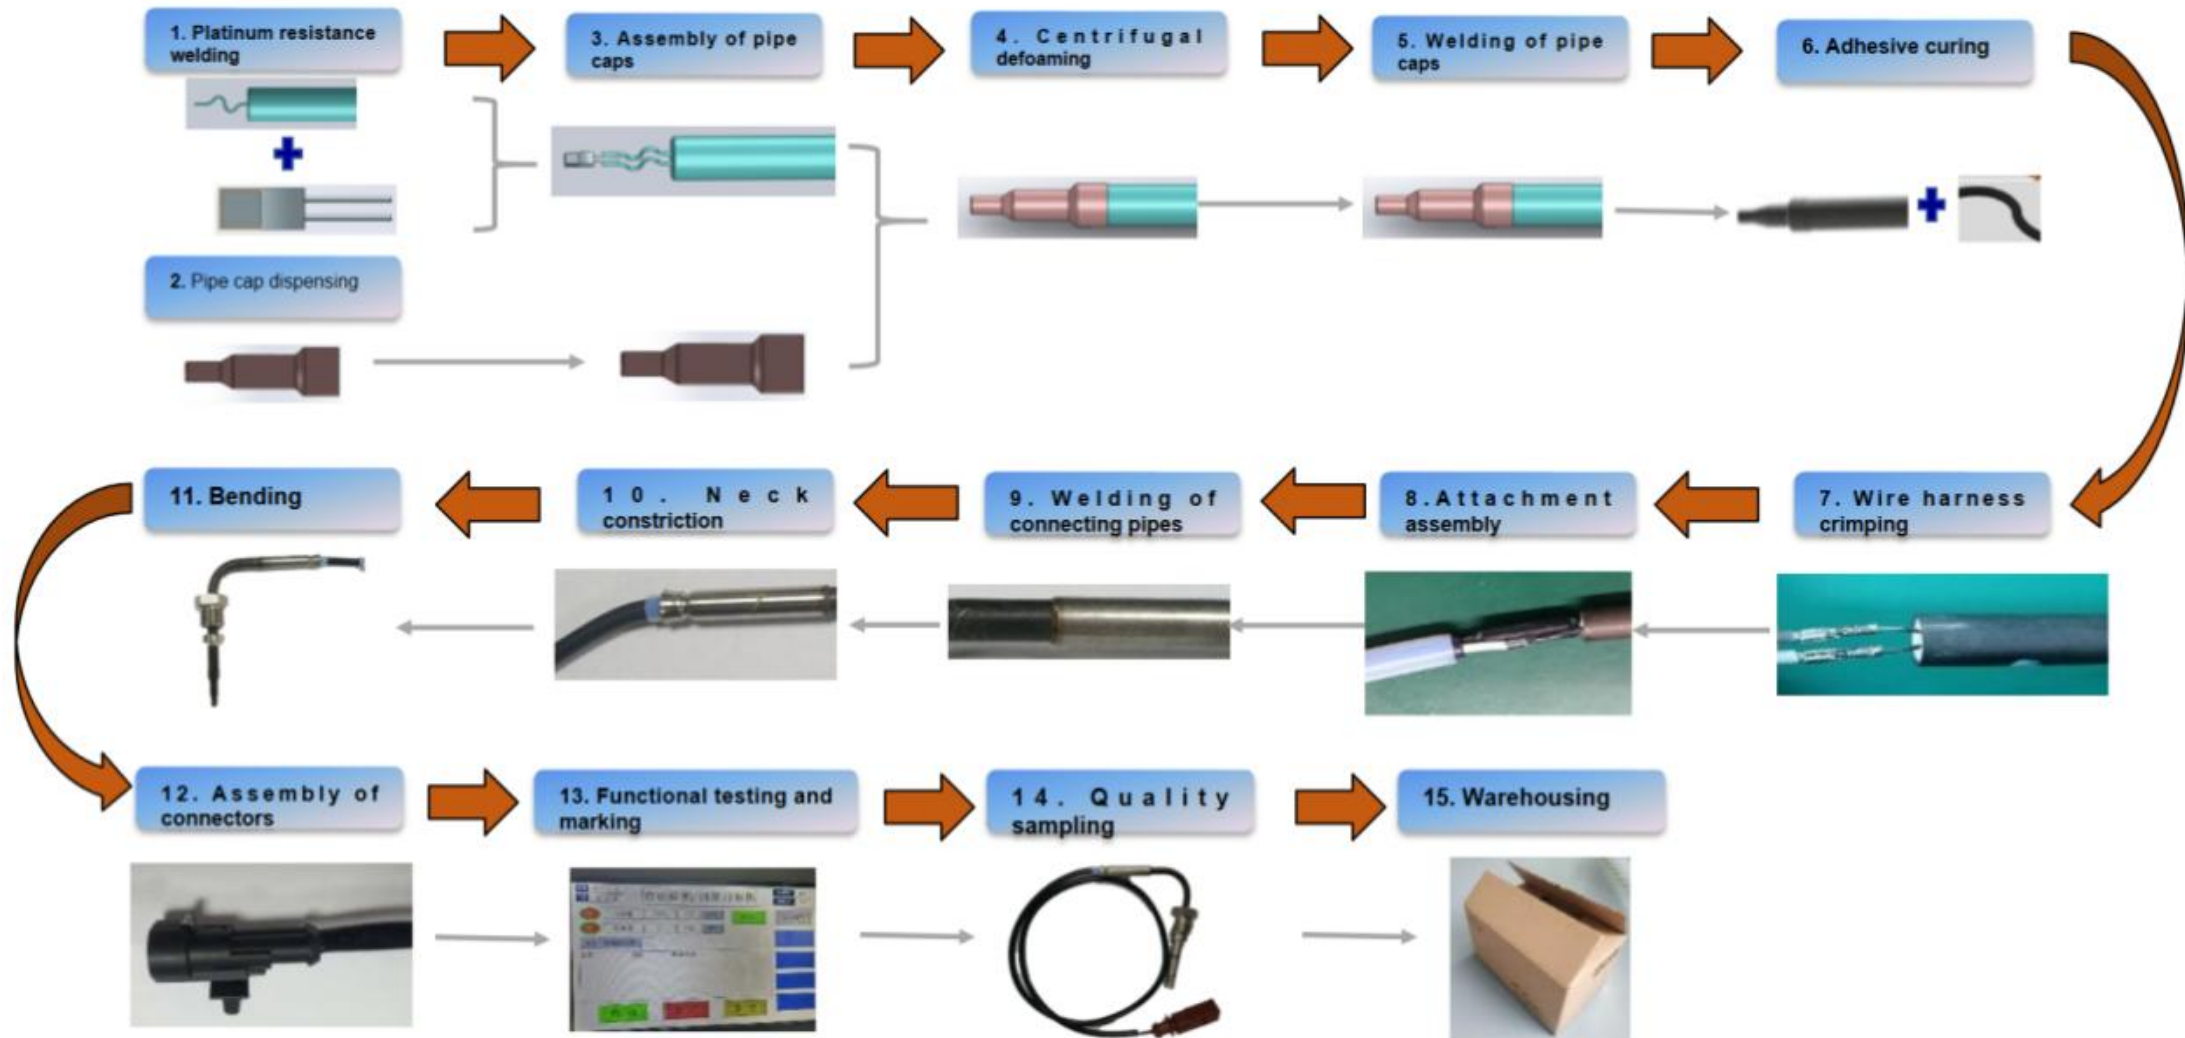 1. Platinum resistance
welding
3. Assembly of pipe
caps
4. Centrifugal
defoaming
5. Welding of pipe
caps
6. Adhesive curing
2. Pipe cap dispensing
11. Bending
10. Neck
constriction
9. Welding of
connecting pipes
8.Attachment
assembly
7. Wire harness
crimping
12. Assembly of
connectors
13. Functional testing and
marking
14. Quality
sampling
15. Warehousing